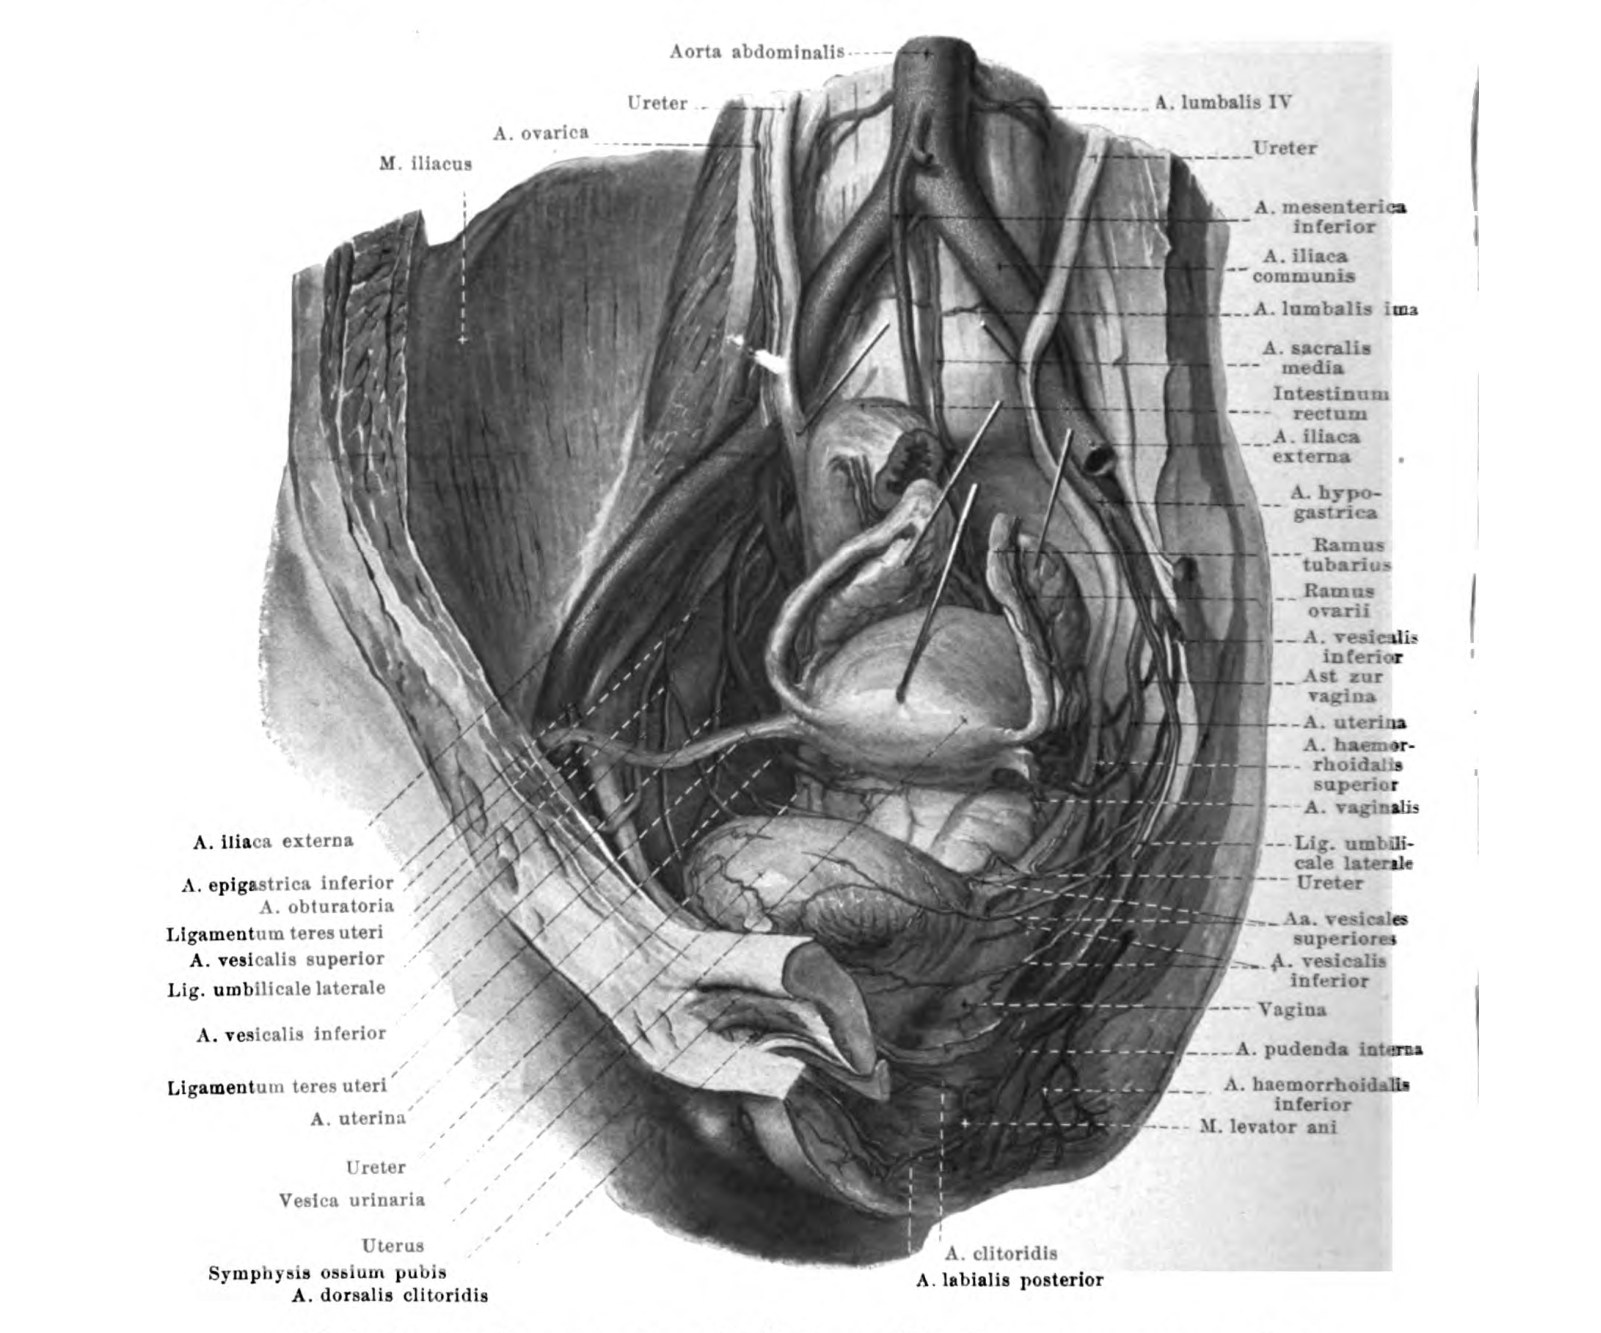 Aorta abdominalis
Ureter
A. ovarica
M. iliacus
A. lumbalis IV
Ureter
A. mesenterica
inferior
A. iliaca
communis
A. lumbalis ima
A. sacralis
media
Intestinum
rectum
A. iliaca
externa
A. hypo-
gastrica
Ramus
tubarius
Ramus
ovarii
A. vesicalis
inferior
Ast zur
vagina
A. uterina
A. haemor-
rhoidalis
superior
A. vaginalis
Lig. umbili-
cale laterale
Ureter
Aa. vesicales
superiores
A. vesicalis
inferior
Vagina
A. pudenda interna
A. haemorrhoidalis
inferior
M. levator ani
A. iliaca externa
A. epigastrica inferior
A. obturatoria
Ligamentum teres uteri
A. vesicalis superior
Lig. umbilicale laterale
A. vesicalis inferior
Ligamentum teres uteri
A. uterina
Ureter
Vesica urinaria
Uterus
Symphysis ossium pubis
A. dorsalis clitoridis
A. clitoridis
A. labialis posterior